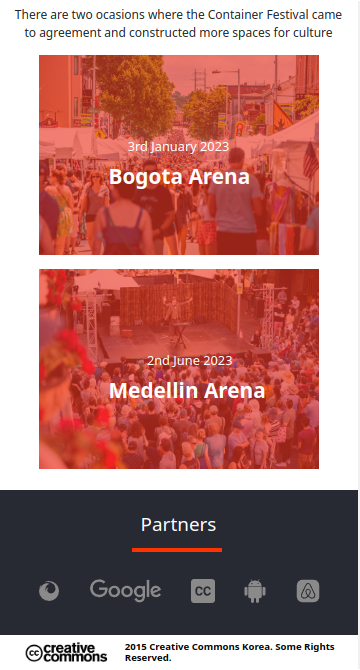 There are two ocasions where the Container Festival came
to agreement and constructed more spaces for culture
3rd January 2023
Bogota Arena
2nd June 2023
Medellin Arena
Partners
Google
CC
cc
creative
commons
2015 Creative Commons Korea. Some Rights
Reserved.